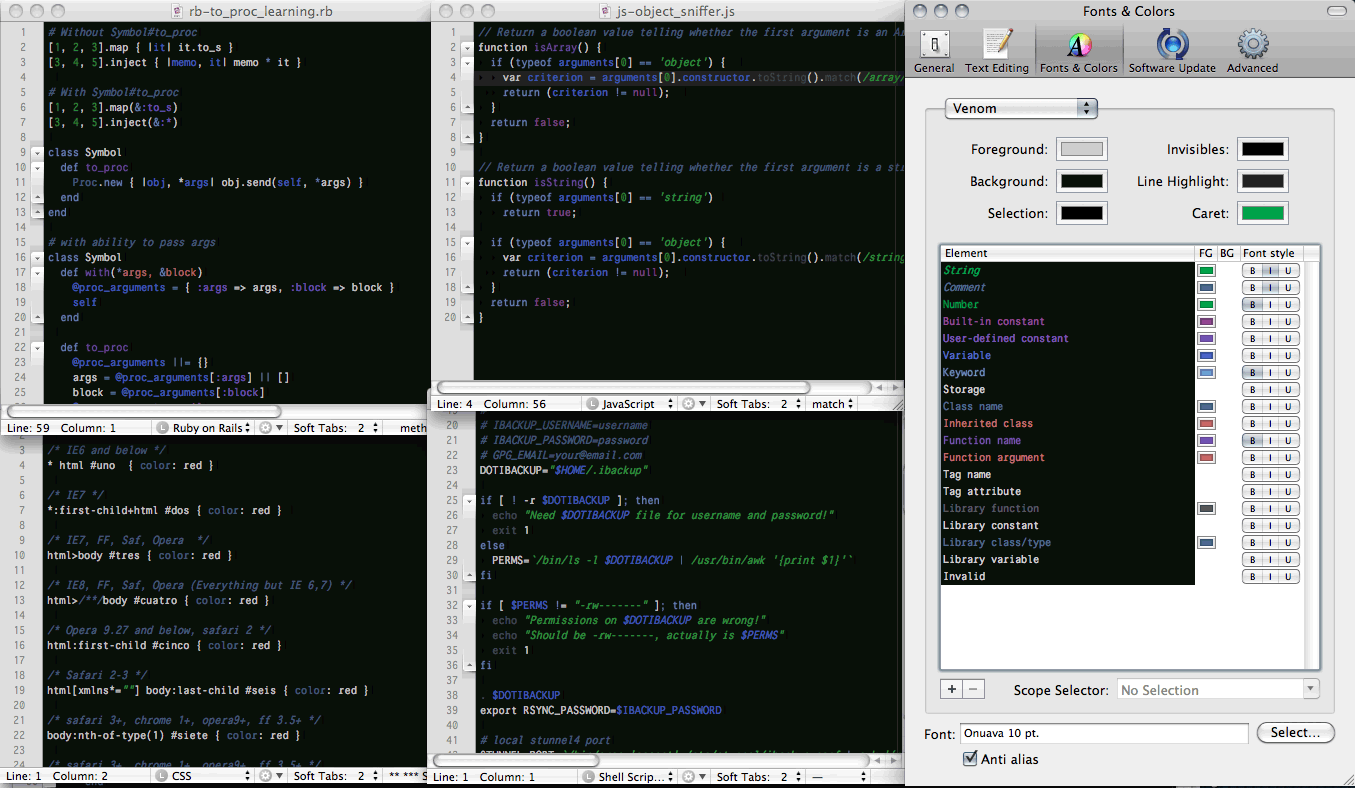 rb-to_proc_learning.rb
1 # Without Symbol#to_proc
2 [1, 2, 3].map { |it| it.to_s }
3 [3, 4, 5].inject { |memo, it| memo * it }
4
5 # With Symbol#to_proc
6 [1, 2, 3].map(&:to_s)
7 [3, 4, 5].inject(&:*)
8
9 class Symbol
10 def to_proc
11 Proc.new { |obj, *args| obj.send(self, *args) }
12 end
13 end
14
15 # with ability to pass args
16 class Symbol
17 def with(*args, &block)
18 @proc_arguments = { :args => args, :block => block }
19 self
20 end
21
22 def to_proc
23 @proc_arguments ||= {}
24 args = @proc_arguments[:args] || []
25 block = @proc_arguments[:block]
Line: 59 Column: 1 L Ruby on Rails Soft Tabs: 2 meth
js-object_sniffer.js
1 // Return a boolean value telling whether the first argument is an
2 function isArray() {
3 if (typeof arguments[0] == 'object') {
4 var criterion = arguments[0].constructor.toString().match(/array/
5 return (criterion != null);
6 }
7 return false;
8 }
9
10 // Return a boolean value telling whether the first argument is a
11 function isString() {
12 if (typeof arguments[0] == 'string')
13 return true;
14
15 if (typeof arguments[0] == 'object') {
16 var criterion = arguments[0].constructor.toString().match(/string
17 return (criterion != null);
18 }
19 return false;
20 }
Line: 4 Column: 56 L JavaScript Soft Tabs: 2 match
2
3 /* IE6 and below */
4 * html #uno { color: red }
5
6 /* IE7 */
7 *:first-child+html #dos { color: red }
8
9 /* IE7, FF, Saf, Opera */
10 html>body #tres { color: red }
11
12 /* IE8, FF, Saf, Opera (Everything but IE 6,7) */
13 html>/**/body #cuatro { color: red }
14
15 /* Opera 9.27 and below, safari 2 */
16 html:first-child #cinco { color: red }
17
18 /* Safari 2-3 */
19 html[xmlns*=""] body:last-child #seis { color: red }
20
21 /* safari 3+, chrome 1+, opera9+, ff 3.5+ */
22 body:nth-of-type(1) #siete { color: red }
23
24 /* safari 3+, chrome 1+, opera9+, ff 3.5+ */
Line: 1 Column: 2 L CSS Soft Tabs: 2 ** *** S
19 #
20 # IBACKUP_USERNAME=username
21 # IBACKUP_PASSWORD=password
22 # GPG_EMAIL=your@email.com
23 DOTIBACKUP="$HOME/.ibackup"
24
25 if [ ! -r $DOTIBACKUP ]; then
26 echo "Need $DOTIBACKUP file for username and password!"
27 exit 1
28 else
29 PERMS=`/bin/ls -l $DOTIBACKUP | /usr/bin/awk '{print $1}'`
30 fi
31
32 if [ $PERMS != "-rw-------" ]; then
33 echo "Permissions on $DOTIBACKUP are wrong!"
34 echo "Should be -rw-------, actually is $PERMS"
35 exit 1
36 fi
37
38 . $DOTIBACKUP
39 export RSYNC_PASSWORD=$IBACKUP_PASSWORD
40
41 # local stunnel4 port
Line: 1 Column: 1 L Shell Scrip... Soft Tabs: 2 —
Fonts & Colors
General Text Editing Fonts & Colors Software Update Advanced
Venom
Foreground: Invisibles:
Background: Line Highlight:
Selection: Caret:
Element FG BG Font style
String B I U
Comment B I U
Number B I U
Built-in constant B I U
User-defined constant B I U
Variable B I U
Keyword B I U
Storage B I U
Class name B I U
Inherited class B I U
Function name B I U
Function argument B I U
Tag name B I U
Tag attribute B I U
Library function B I U
Library constant B I U
Library class/type B I U
Library variable B I U
Invalid B I U
+ − Scope Selector: No Selection
Font: Onuava 10 pt. Select...
Anti alias